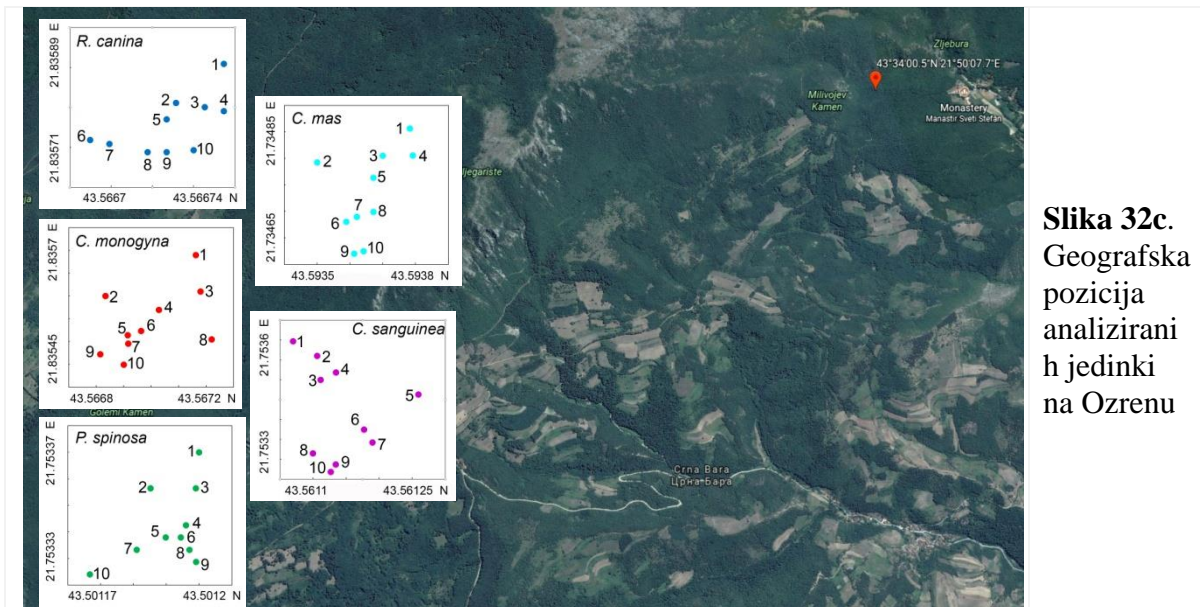 R. canina
21.83589 E
21.83571
1
2
3
4
5
6
7
8
9
10
43.5667
43.56674 N
C. mas
21.73485 E
21.73465
1
2
3
4
5
6
7
8
9
10
43.5935
43.5938 N
C. monogyna
21.8357 E
21.83545
1
2
3
4
5
6
7
8
9
10
43.5668
43.5672 N
C. sanguinea
21.7536 E
21.7533
1
2
3
4
5
6
7
8
9
10
43.5611
43.561125 N
P. spinosa
21.75337 E
21.75333
1
2
3
4
5
6
7
8
9
10
43.50117
43.5012 N
Zljebura
43°34'00.5"N 21°50'07.7"E
Milivojev
Kamen
Monastery
Manastir Sveti Stefan
Golemi Kamen
Crna Bara
Црна Бара
Slika 32c.
Geografska
pozicija
analizirani
h jedinki
na Ozrenu